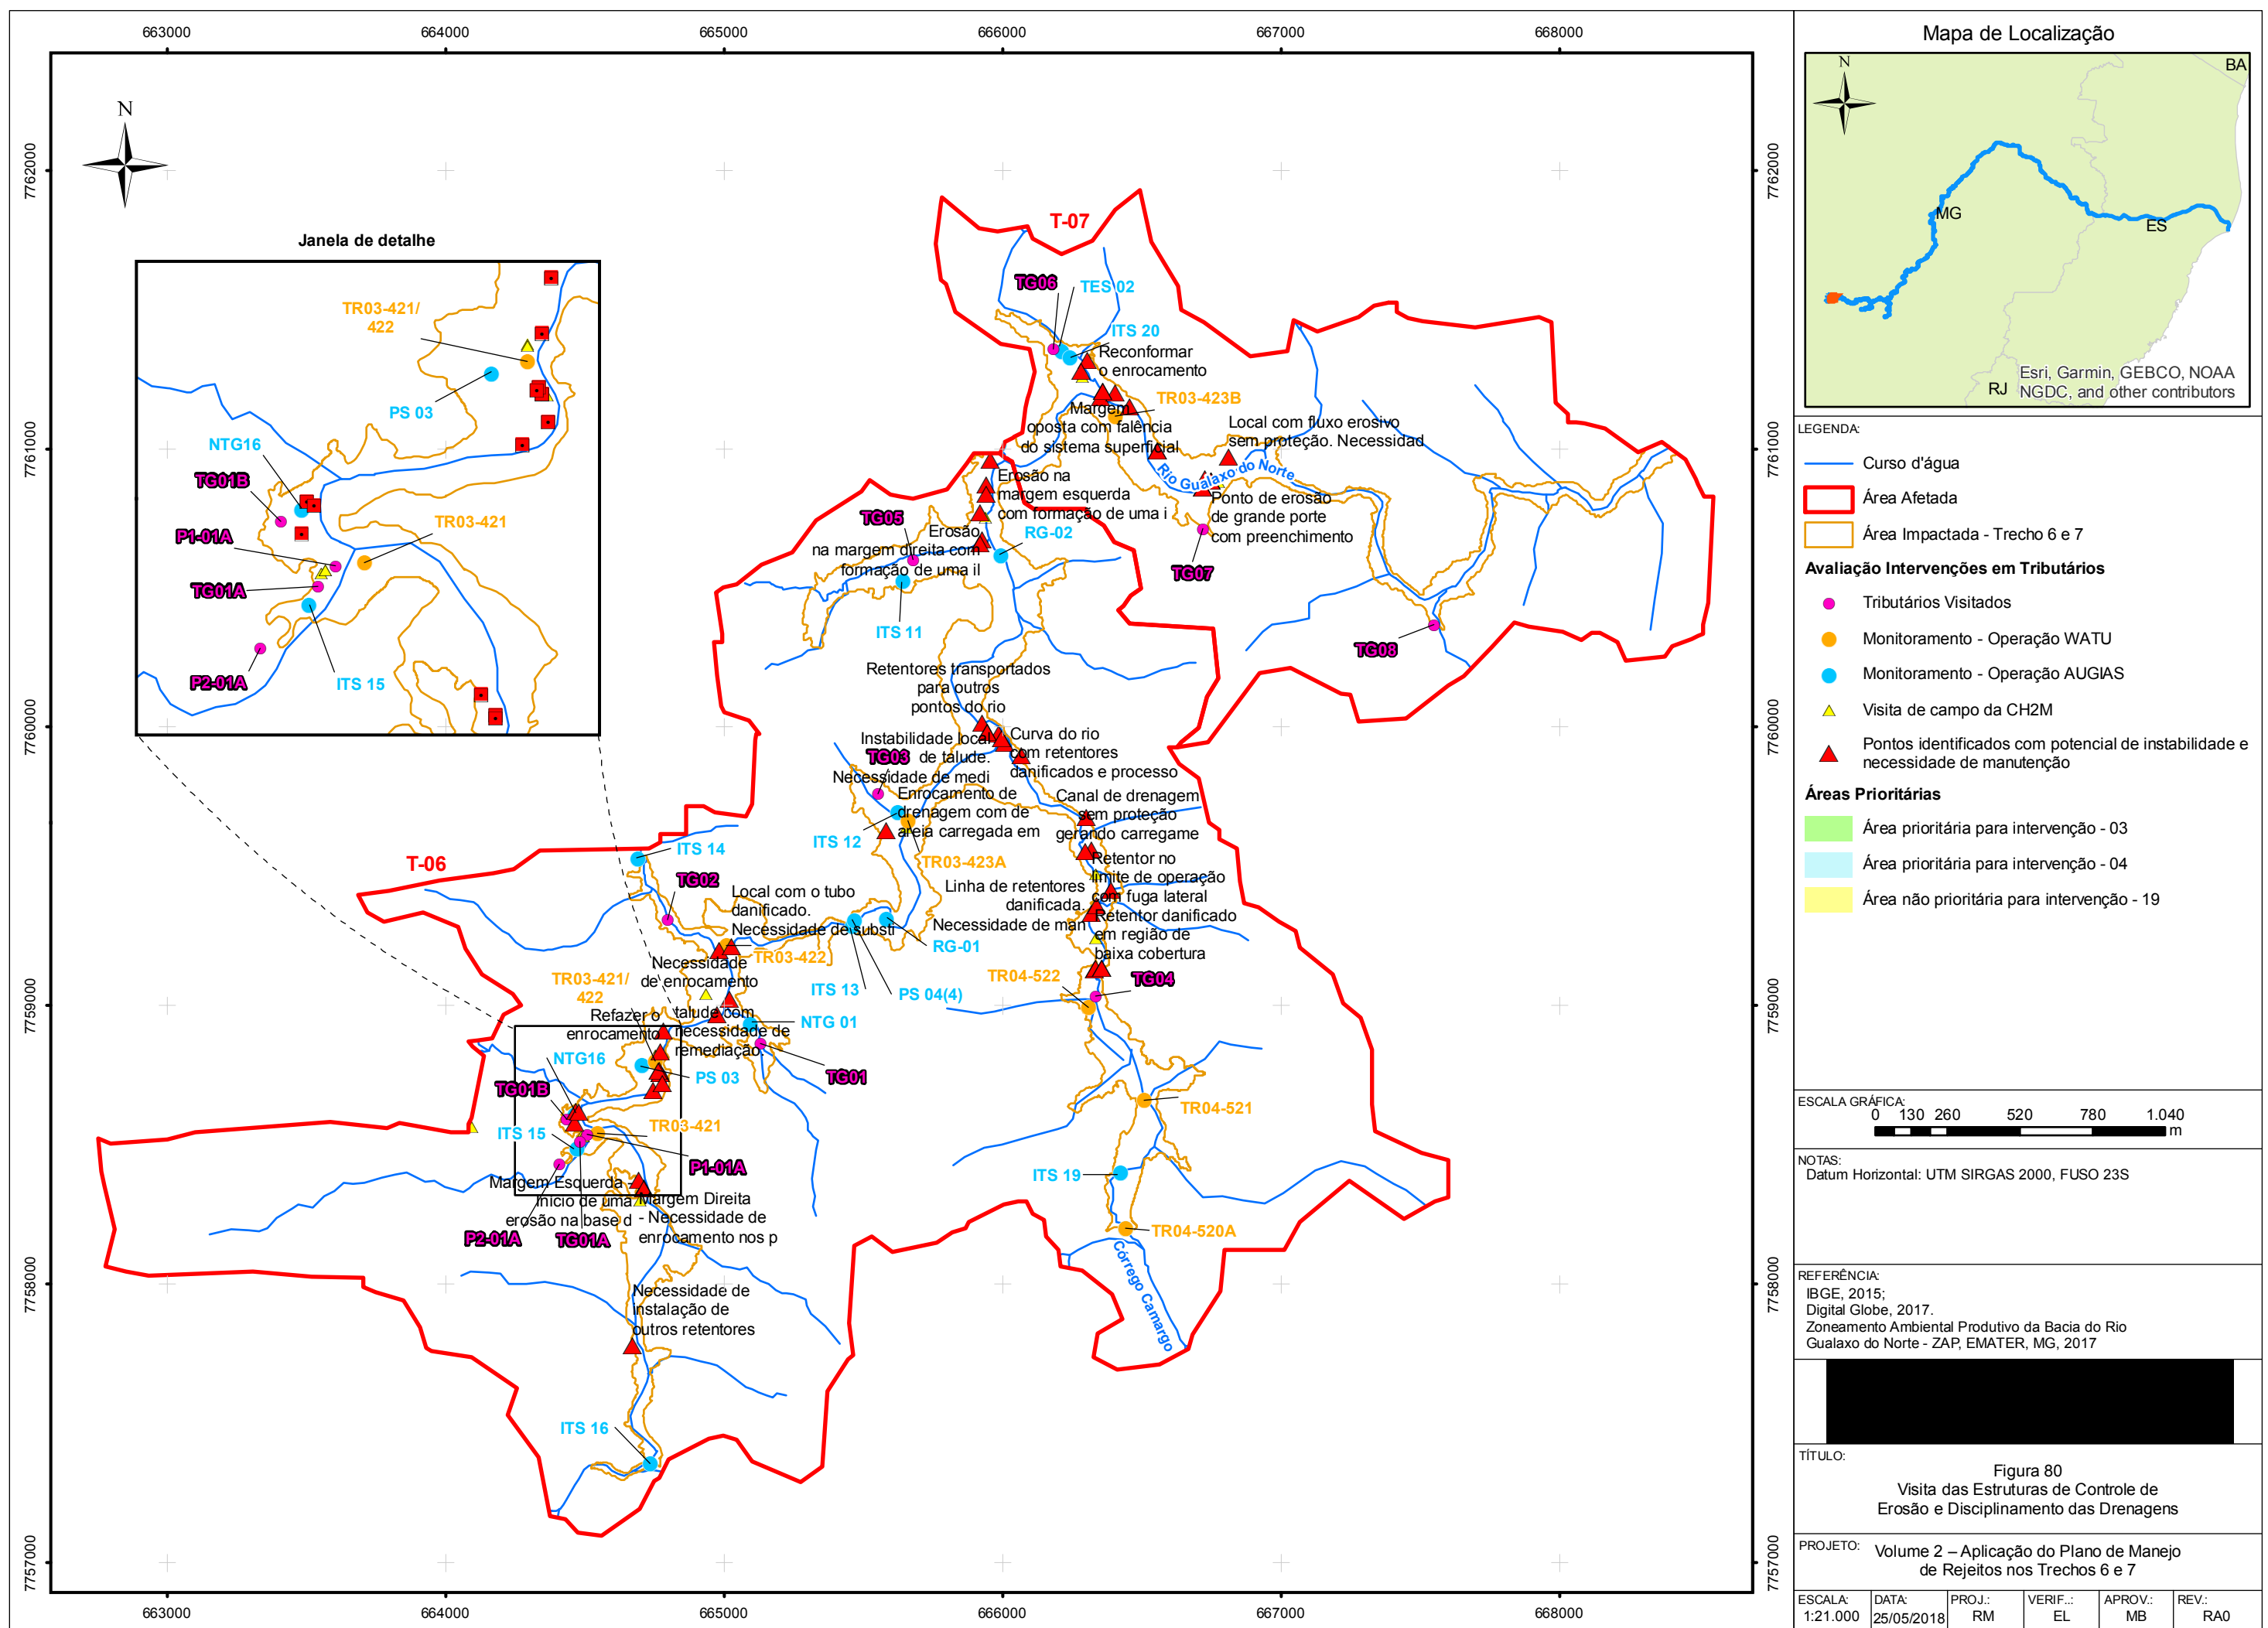 663000
664000
665000
666000
667000
668000
7762000
7761000
7760000
7759000
7758000
7757000
7762000
7761000
7760000
7759000
7758000
7757000
N
Janela de detalhe
TR03-421/
422
PS 03
NTG16
TG01B
TR03-421
P1-01A
TG01A
P2-01A
ITS 15
T-07
TG06
TES 02
ITS 20
Reconformar
o enrocamento
TR03-423B
Margem
oposta com falência
do sistema superficial
Local com fluxo erosivo
sem proteção. Necessidad
Rio Gualaxo do Norte
Erosão na
margem esquerda
com formação de uma i
Ponto de erosão
de grande porte
com preenchimento
TG05
Erosão
na margem direita com
formação de uma il
RG-02
TG07
ITS 11
TG08
Retentores transportados
para outros
pontos do rio
Instabilidade local
de talude.
Necessidade de medi
TG03
Curva do rio
com retentores
danificados e processo
Enrocamento de
drenagem com de
areia carregada em
Canal de drenagem
sem proteção
gerando carregame
ITS 12
TR03-423A
T-06
ITS 14
TG02
Retentor no
limite de operação
com fuga lateral
Local com o tubo
danificado.
Necessidade de substi
Linha de retentores
danificada.
Necessidade de man
Retentor danificado
em região de
baixa cobertura
RG-01
TR03-422
Necessidade
de enrocamento
TR03-421/
422
ITS 13
PS 04(4)
TR04-522
TG04
Refazer o
enrocamento
talude com
necessidade de
remediação.
NTG 01
NTG16
PS 03
TG01
TG01B
TR04-521
ITS 15
TR03-421
P1-01A
ITS 19
Margem Esquerda
Início de uma
erosão na base d
Margem Direita
- Necessidade de
enrocamento nos p
P2-01A
TG01A
TR04-520A
Córrego Camargo
Necessidade de
instalação de
outros retentores
ITS 16
663000
664000
665000
666000
667000
668000
Mapa de Localização
N
BA
MG
ES
RJ
Esri, Garmin, GEBCO, NOAA
NGDC, and other contributors
LEGENDA:
Curso d'água
Área Afetada
Área Impactada - Trecho 6 e 7
Avaliação Intervenções em Tributários
Tributários Visitados
Monitoramento - Operação WATU
Monitoramento - Operação AUGIAS
Visita de campo da CH2M
Pontos identificados com potencial de instabilidade e
necessidade de manutenção
Áreas Prioritárias
Área prioritária para intervenção - 03
Área prioritária para intervenção - 04
Área não prioritária para intervenção - 19
ESCALA GRÁFICA:
0 130 260 520 780 1.040
m
NOTAS:
Datum Horizontal: UTM SIRGAS 2000, FUSO 23S
REFERÊNCIA:
IBGE, 2015;
Digital Globe, 2017.
Zoneamento Ambiental Produtivo da Bacia do Rio
Gualaxo do Norte - ZAP, EMATER, MG, 2017
TÍTULO:
Figura 80
Visita das Estruturas de Controle de
Erosão e Disciplinamento das Drenagens
PROJETO:
Volume 2 – Aplicação do Plano de Manejo
de Rejeitos nos Trechos 6 e 7
ESCALA: DATA: PROJ.: VERIF..: APROV.: REV.:
1:21.000 25/05/2018 RM EL MB RA0